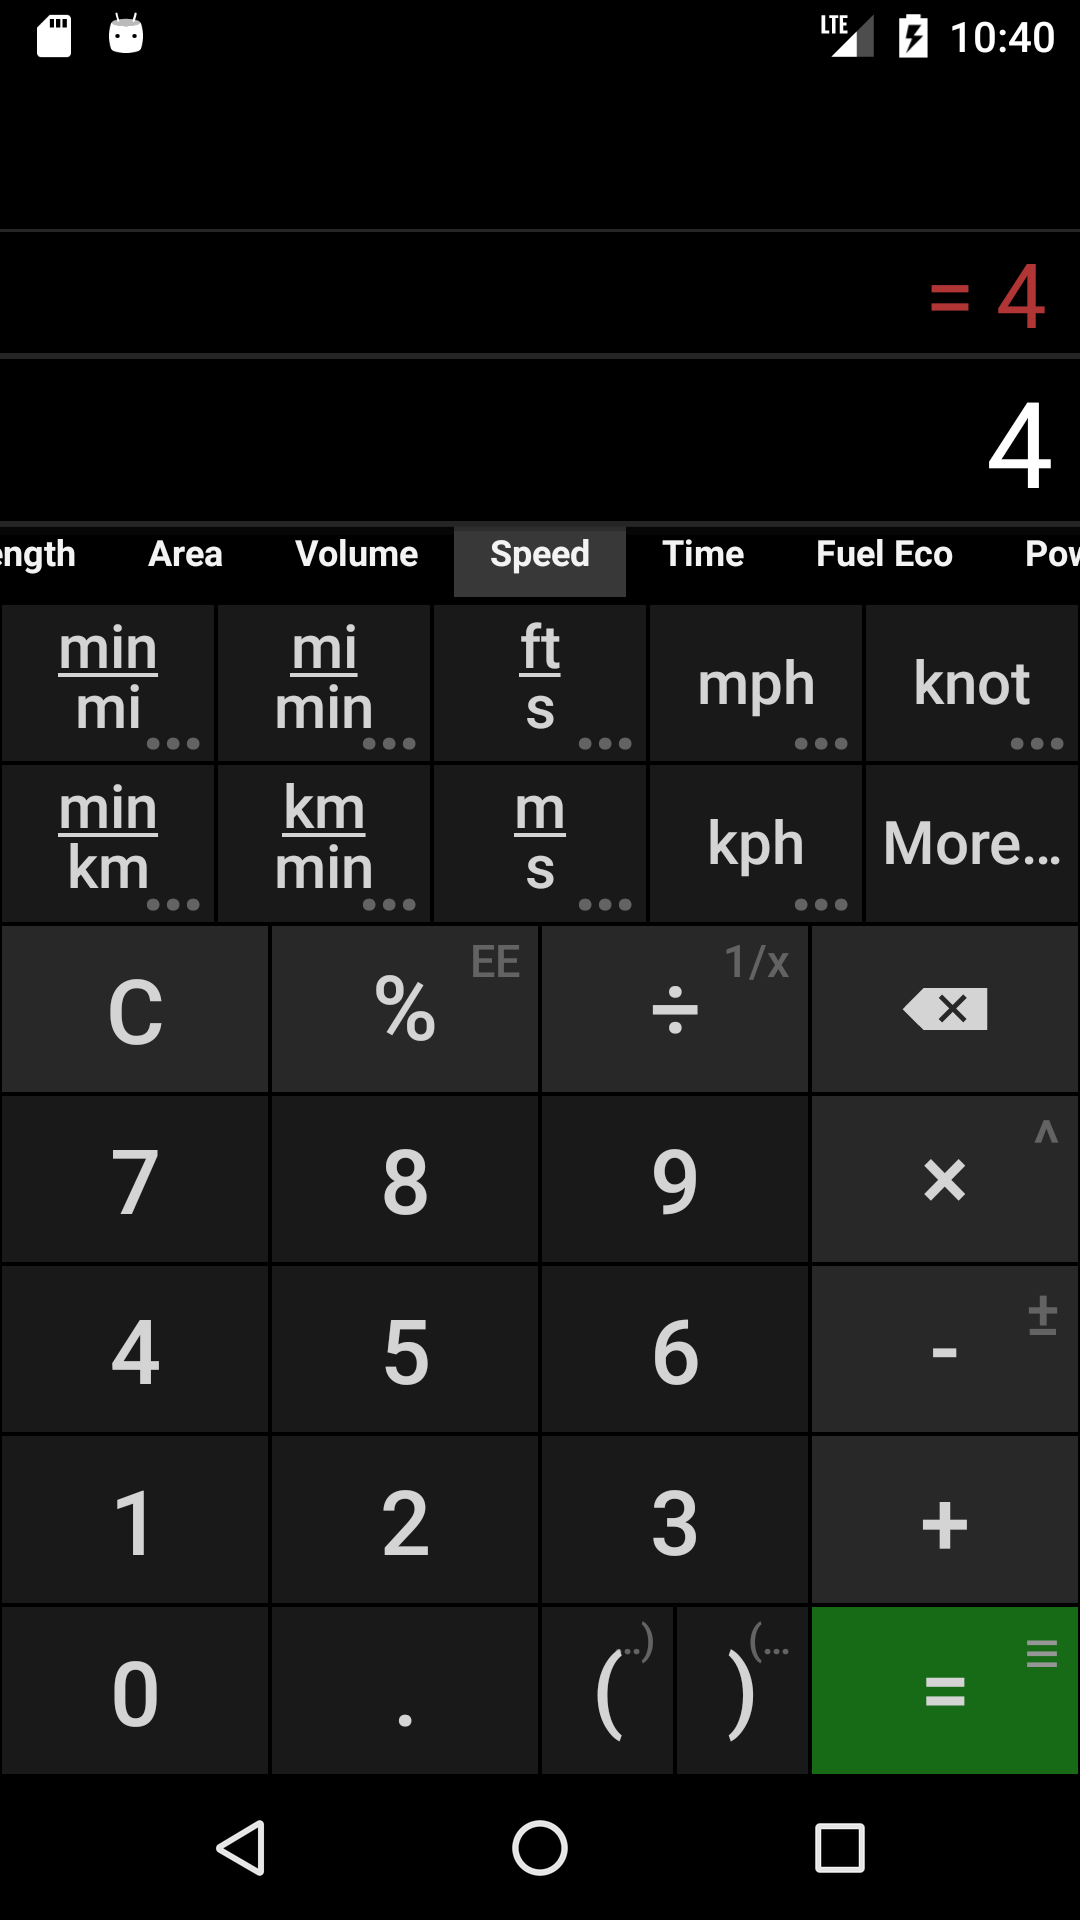 LTE 10:40
= 4
4
ength Area Volume Speed Time Fuel Eco Pow
min/mi mi/min ft/s mph knot
min/km km/min m/s kph More...
C % EE ÷ 1/x
7 8 9 × ^
4 5 6 - ±
1 2 3 +
0 . ( ..) ) (... =